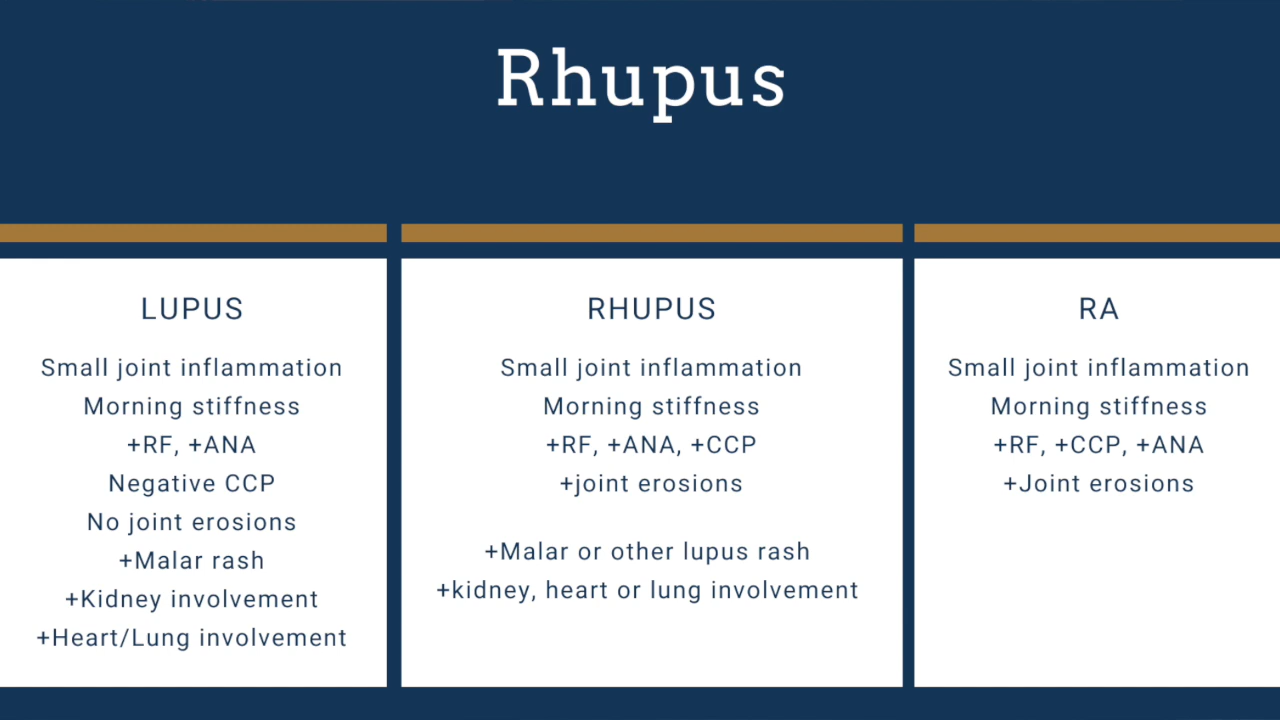 Rhupus
LUPUS
Small joint inflammation
Morning stiffness
+RF, +ANA
Negative CCP
No joint erosions
+Malar rash
+Kidney involvement
+Heart/Lung involvement
RHUPUS
Small joint inflammation
Morning stiffness
+RF, +ANA, +CCP
+joint erosions
+Malar or other lupus rash
+kidney, heart or lung involvement
RA
Small joint inflammation
Morning stiffness
+RF, +CCP, +ANA
+Joint erosions